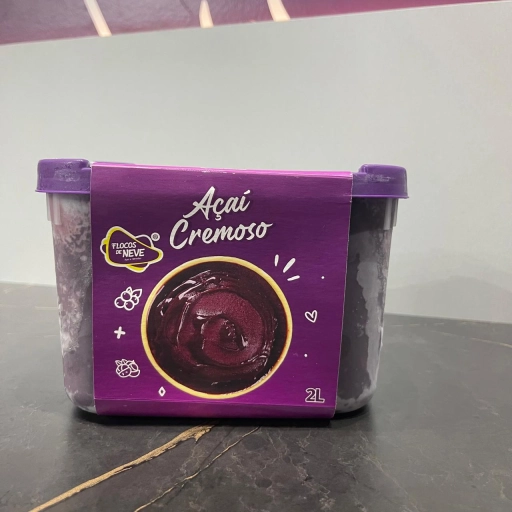 Açaí
Cremoso
FLOCOS
DE NEVE
2L